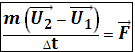 m(U₂⃗ − U₁⃗)/Δt = F⃗